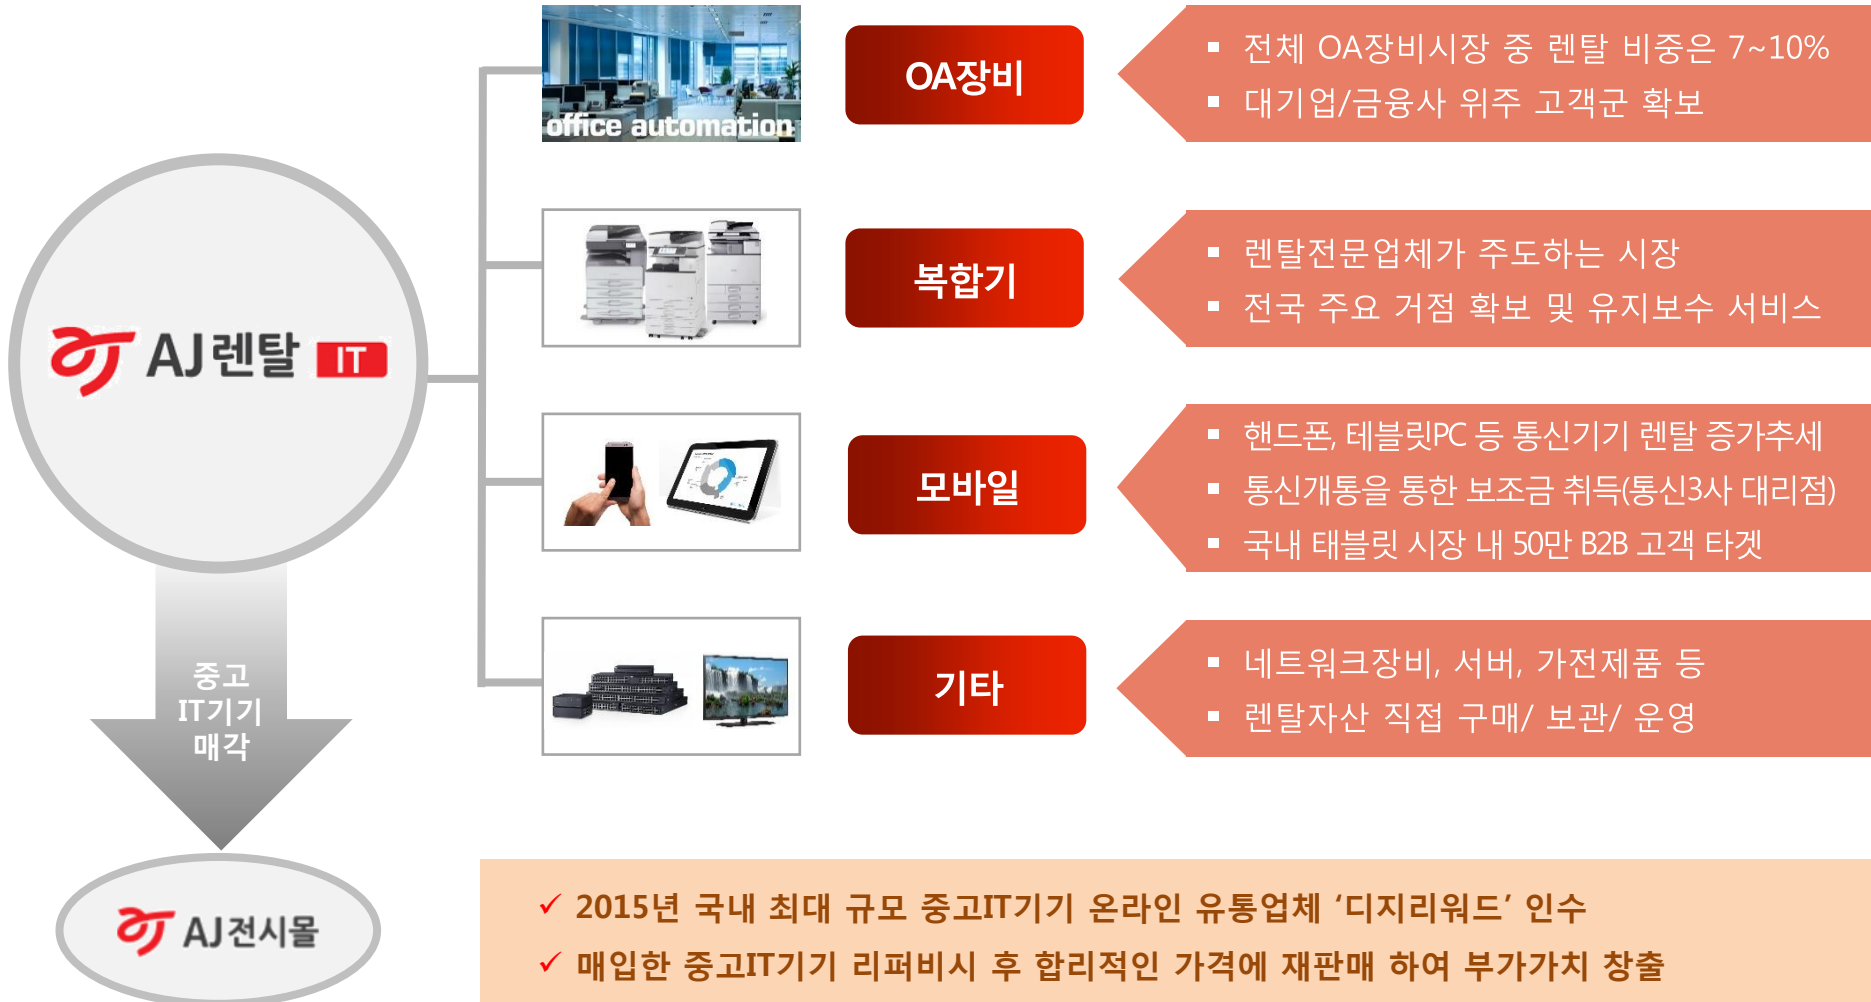 office automation
OA장비
▪ 전체 OA장비시장 중 렌탈 비중은 7~10%
▪ 대기업/금융사 위주 고객군 확보
복합기
▪ 렌탈전문업체가 주도하는 시장
▪ 전국 주요 거점 확보 및 유지보수 서비스
AJ렌탈 IT
모바일
▪ 핸드폰, 테블릿PC 등 통신기기 렌탈 증가추세
▪ 통신개통을 통한 보조금 취득(통신3사 대리점)
▪ 국내 태블릿 시장 내 50만 B2B 고객 타겟
기타
▪ 네트워크장비, 서버, 가전제품 등
▪ 렌탈자산 직접 구매/ 보관/ 운영
중고
IT기기
매각
AJ전시몰
✓ 2015년 국내 최대 규모 중고IT기기 온라인 유통업체 ‘디지리워드’ 인수
✓ 매입한 중고IT기기 리퍼비시 후 합리적인 가격에 재판매 하여 부가가치 창출